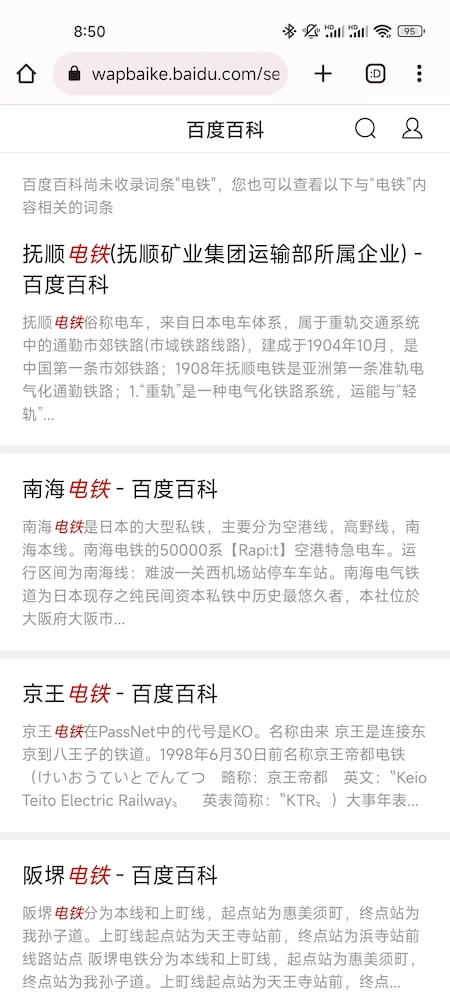 8:50
HD HD 95
wapbaike.baidu.com/se
:D
百度百科
百度百科尚未收录词条"电铁"，您也可以查看以下与“电铁”内
容相关的词条
抚顺电铁(抚顺矿业集团运输部所属企业) -
百度百科
抚顺电铁俗称电车，来自日本电车体系，属于重轨交通系统
中的通勤市郊铁路(市域铁路线路)，建成于1904年10月，是
中国第一条市郊铁路；1908年抚顺电铁是亚洲第一条准轨电
气化通勤铁路；1.“重轨”是一种电气化铁路系统，运能与“轻
轨”...
南海电铁 - 百度百科
南海电铁是日本的大型私铁，主要分为空港线，高野线，南
海本线。南海电铁的50000系【Rapi:t】空港特急电车。运
行区间为南海线：难波—关西机场站停车车站。南海电气铁
道为日本现存之纯民间资本私铁中历史最悠久者，本社位於
大阪府大阪市...
京王电铁 - 百度百科
京王电铁在PassNet中的代号是KO。名称由来 京王是连接东
京到八王子的铁道。1998年6月30日前名称京王帝都电铁
（けいおうていとでんてつ　略称：京王帝都　英文：〝Keio
Teito Electric Railway〟　英表简称：〝KTR〟）大事年表...
阪堺电铁 - 百度百科
阪堺电铁分为本线和上町线，起点站为惠美须町，终点站为
我孙子道。上町线起点站为天王寺站前，终点站为浜寺站前
线路站点 阪堺电铁分为本线和上町线，起点站为惠美须町，
终点站为我孙子道。上町线起点站为天王寺站前，终点...